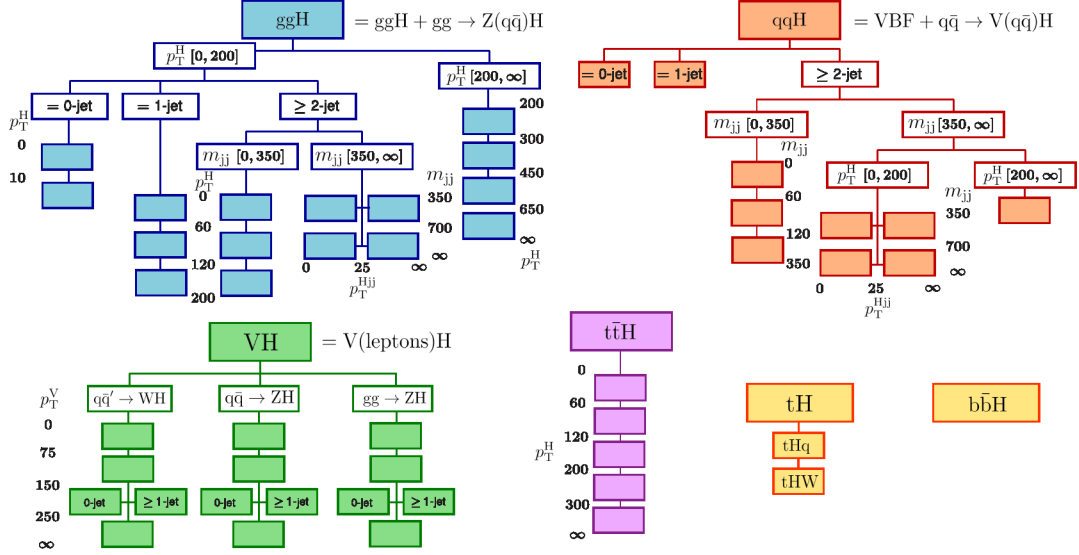 ggH = ggH + gg → Z(qq̄)H
p_T^H [0, 200]
p_T^H [200, ∞]
= 0-jet = 1-jet ≥ 2-jet
p_T^H
0
10
m_jj [0, 350] m_jj [350, ∞]
p_T^H
0
60
120
200
m_jj
350
700
∞
0 25 ∞
p_T^Hjj
200
300
450
650
∞
p_T^H
qqH = VBF + qq̄ → V(qq̄)H
= 0-jet = 1-jet ≥ 2-jet
m_jj [0, 350] m_jj [350, ∞]
m_jj
0
60
120
350
p_T^H [0, 200] p_T^H [200, ∞]
m_jj
350
700
∞
0 25 ∞
p_T^Hjj
VH = V(leptons)H
p_T^V
qq̄′ → WH qq̄ → ZH gg → ZH
0
75
150
0-jet ≥ 1-jet 0-jet ≥ 1-jet 0-jet ≥ 1-jet
250
∞
tt̄H
0
60
120
p_T^H
200
300
∞
tH
tHq
tHW
bb̄H